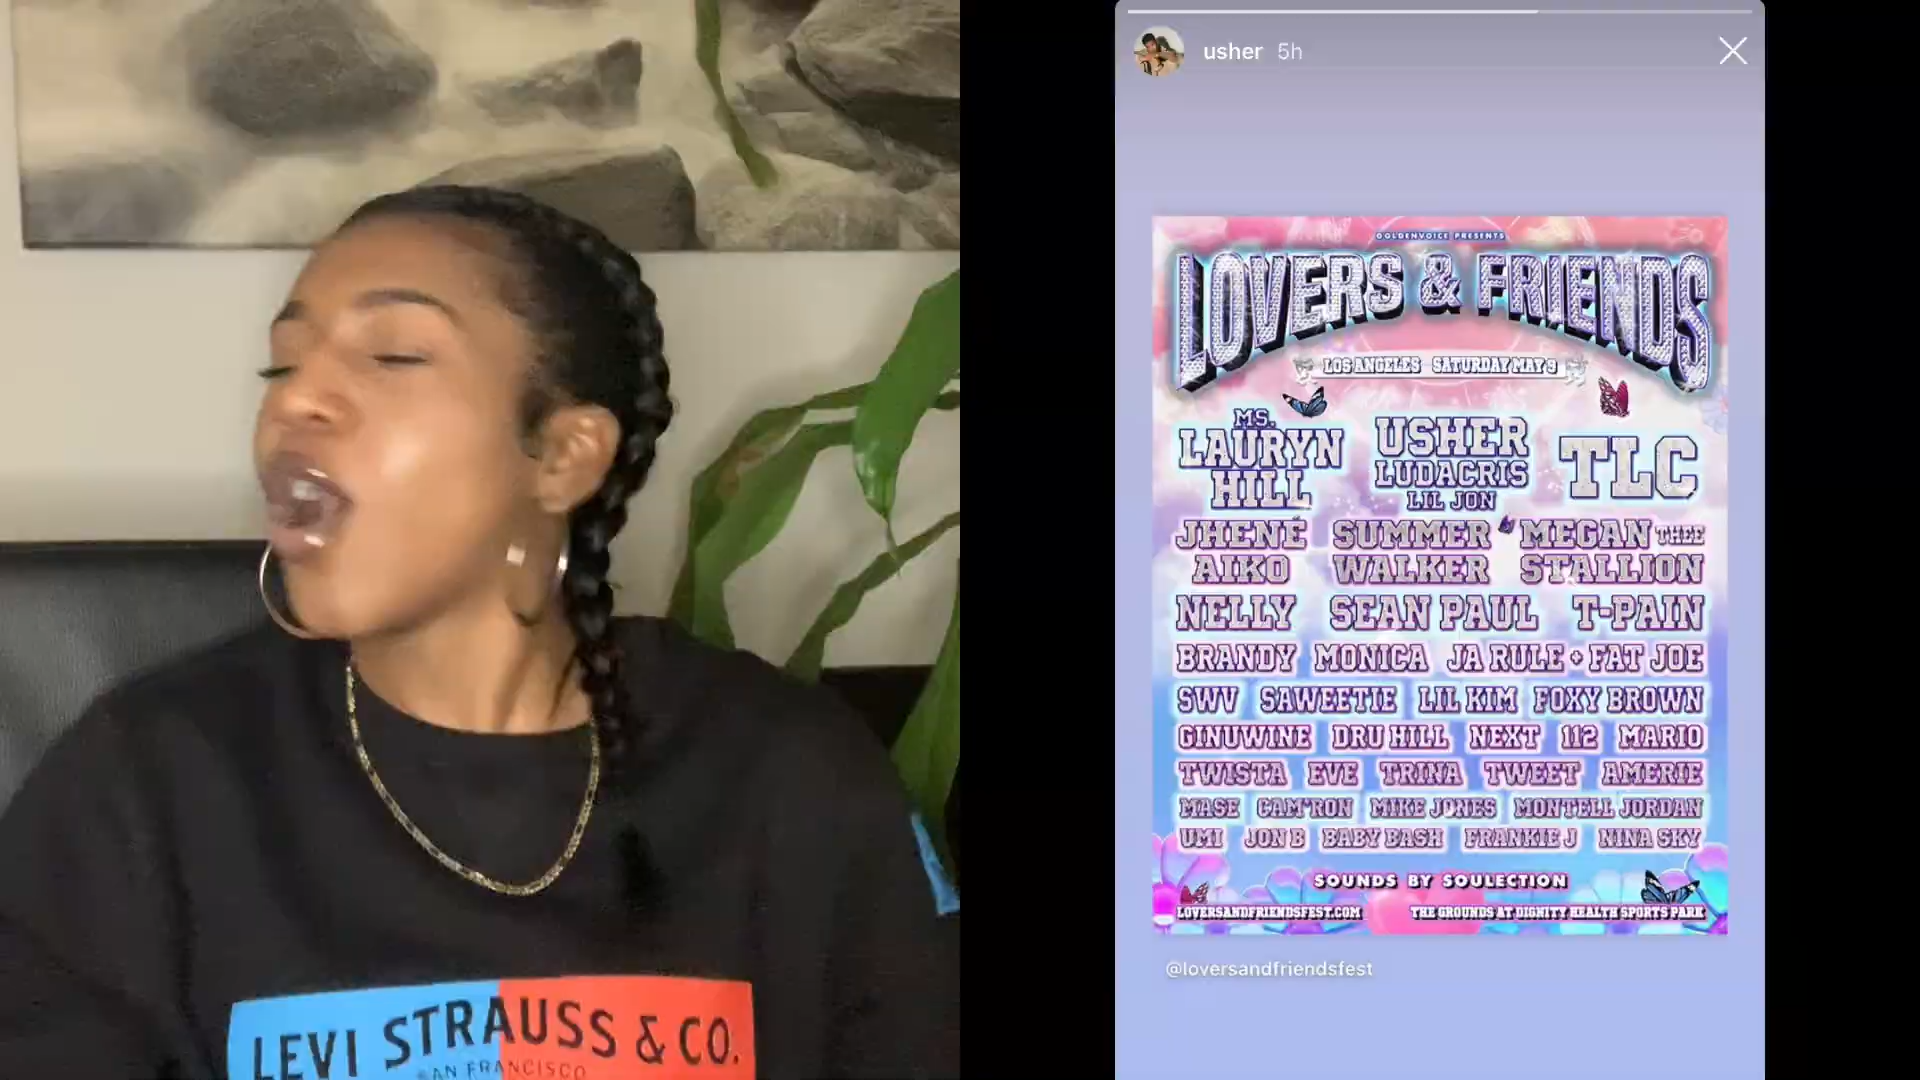 LEVI STRAUSS & CO.
SAN FRANCISCO
usher 5h
GOLDENVOICE PRESENTS
LOVERS & FRIENDS
LOS ANGELES SATURDAY MAY 9
MS.
LAURYN
HILL
USHER
LUDACRIS
LIL JON
TLC
JHENÉ
AIKO
SUMMER
WALKER
MEGAN THEE
STALLION
NELLY SEAN PAUL T-PAIN
BRANDY MONICA JA RULE + FAT JOE
SWV SAWEETIE LIL KIM FOXY BROWN
GINUWINE DRU HILL NEXT 112 MARIO
TWISTA EVE TRINA TWEET AMERIE
MASE CAM'RON MIKE JONES MONTELL JORDAN
UMI JON B BABY BASH FRANKIE J NINA SKY
SOUNDS BY SOULECTION
LOVERSANDFRIENDSFEST.COM THE GROUNDS AT DIGNITY HEALTH SPORTS PARK
@loversandfriendsfest